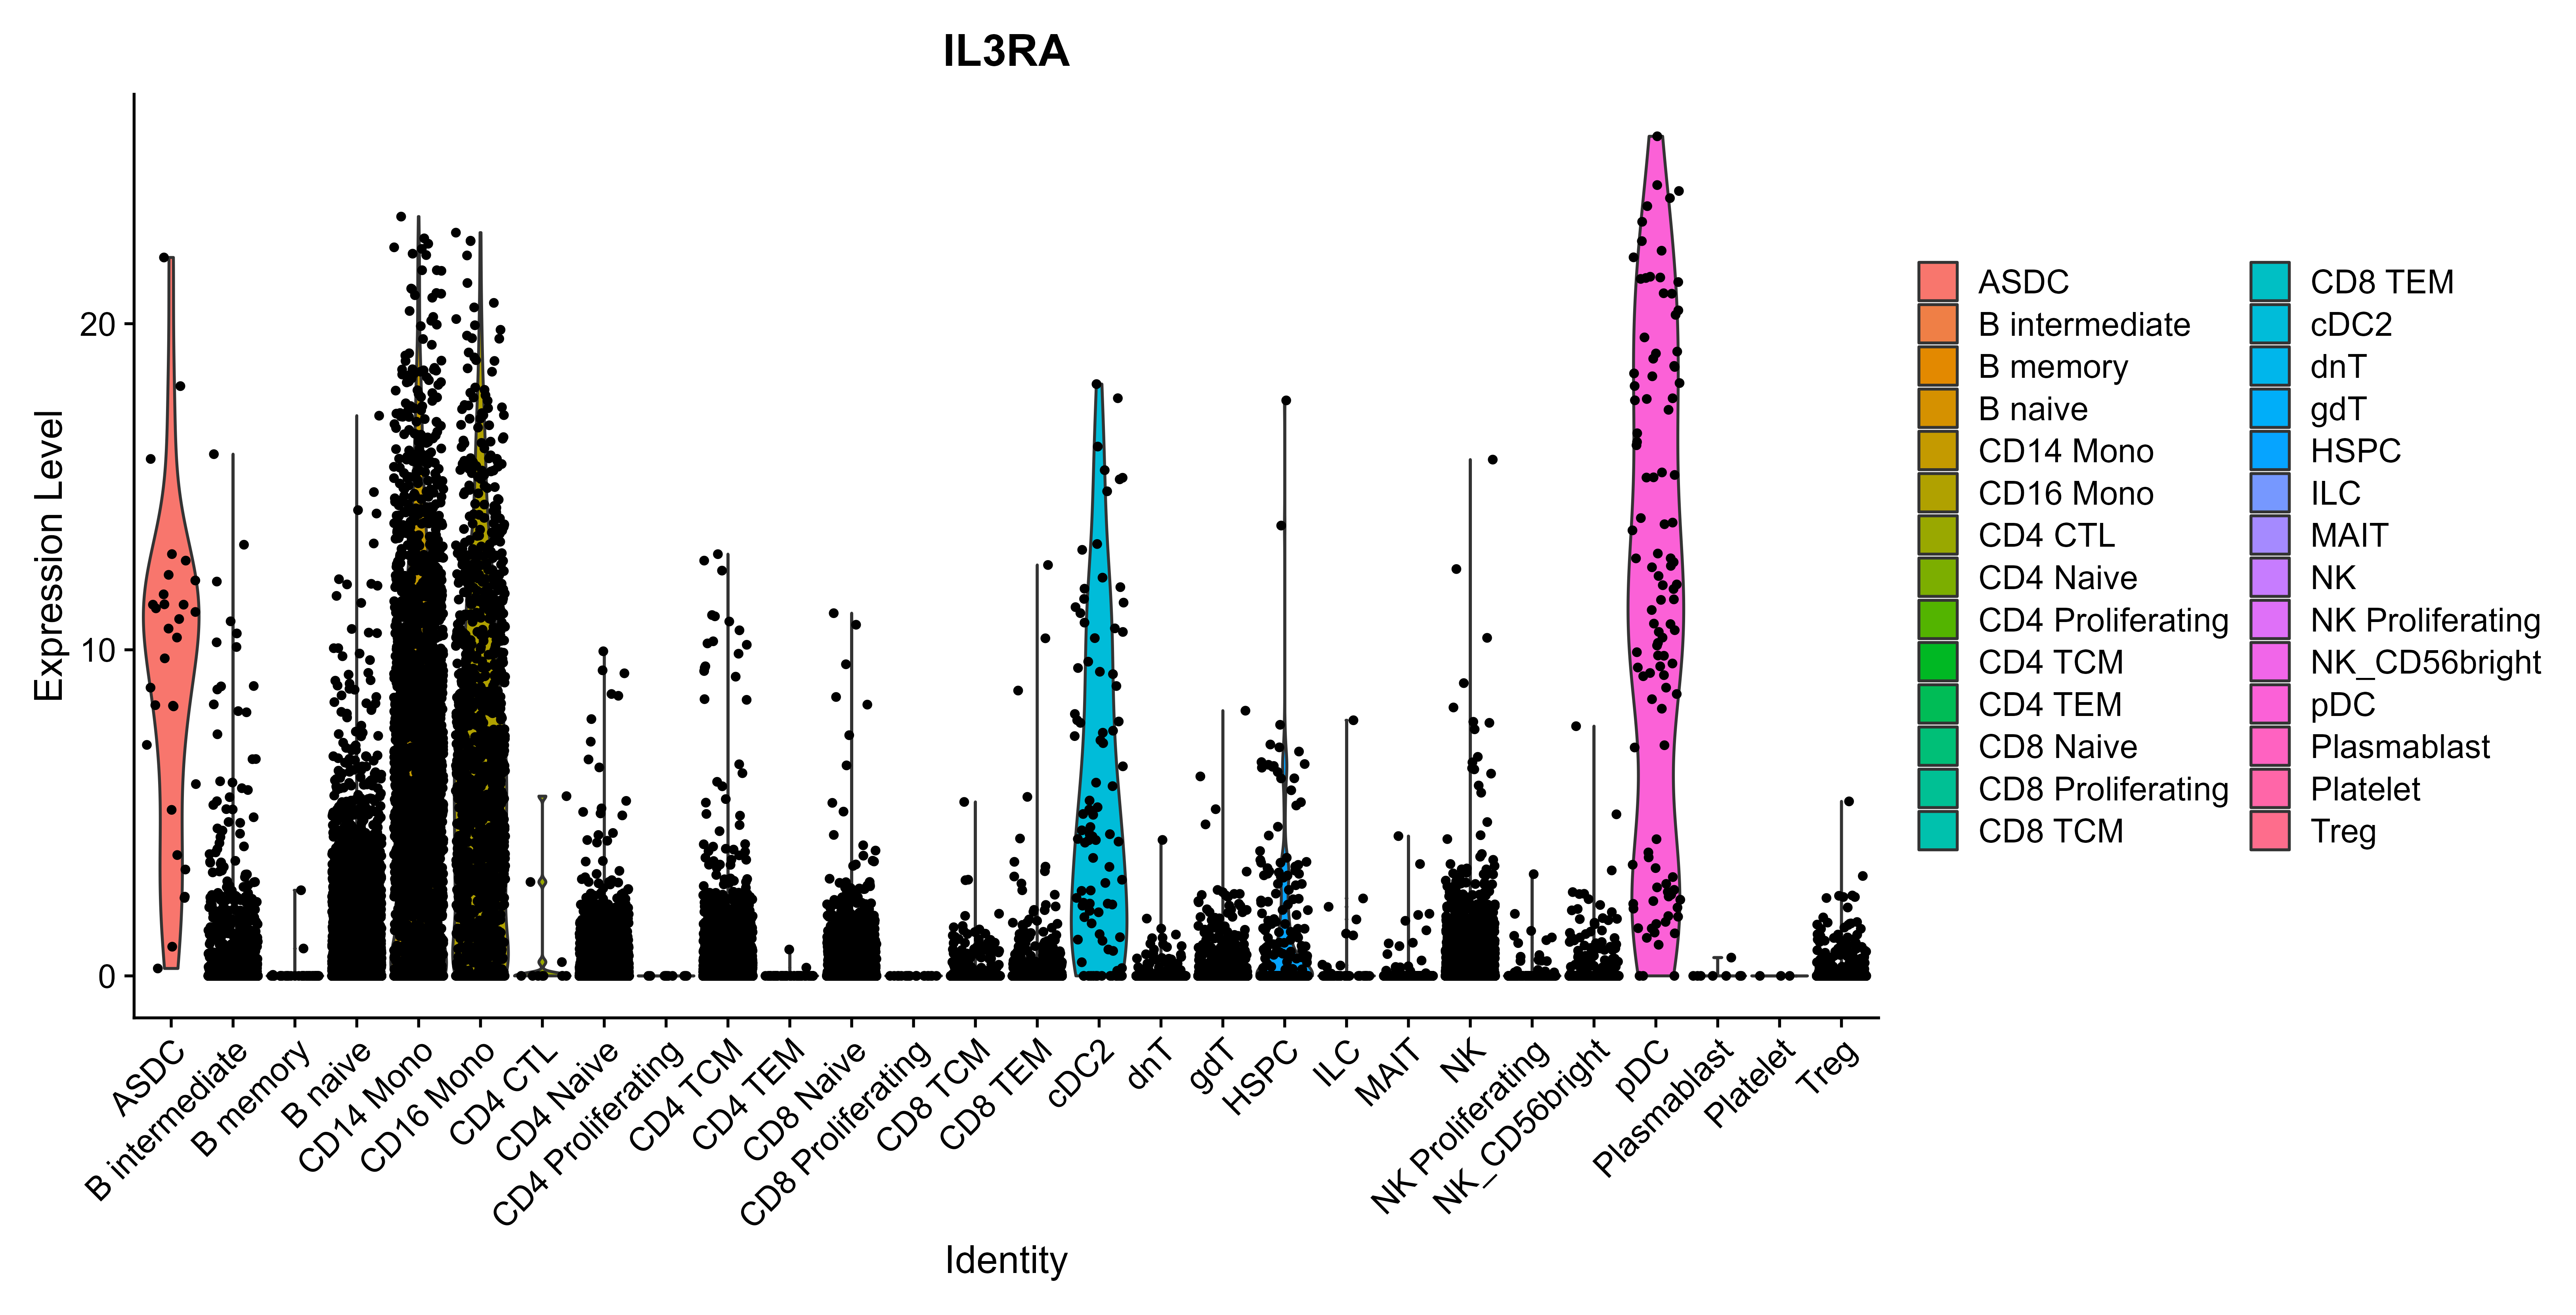 IL3RA
Expression Level
20
10
0
ASDC
B intermediate
B memory
B naive
CD14 Mono
CD16 Mono
CD4 CTL
CD4 Naive
CD4 Proliferating
CD4 TCM
CD4 TEM
CD8 Naive
CD8 Proliferating
CD8 TCM
CD8 TEM
cDC2
dnT
gdT
HSPC
ILC
MAIT
NK
NK Proliferating
NK_CD56bright
pDC
Plasmablast
Platelet
Treg
Identity
ASDC
B intermediate
B memory
B naive
CD14 Mono
CD16 Mono
CD4 CTL
CD4 Naive
CD4 Proliferating
CD4 TCM
CD4 TEM
CD8 Naive
CD8 Proliferating
CD8 TCM
CD8 TEM
cDC2
dnT
gdT
HSPC
ILC
MAIT
NK
NK Proliferating
NK_CD56bright
pDC
Plasmablast
Platelet
Treg